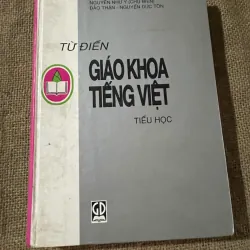 NGUYỄN NHƯ Ý (CHỦ BIÊN)
ĐÀO THẢN - NGUYỄN ĐỨC TỒN
TỪ ĐIỂN
GIÁO KHOA
TIẾNG VIỆT
TIỂU HỌC
GD